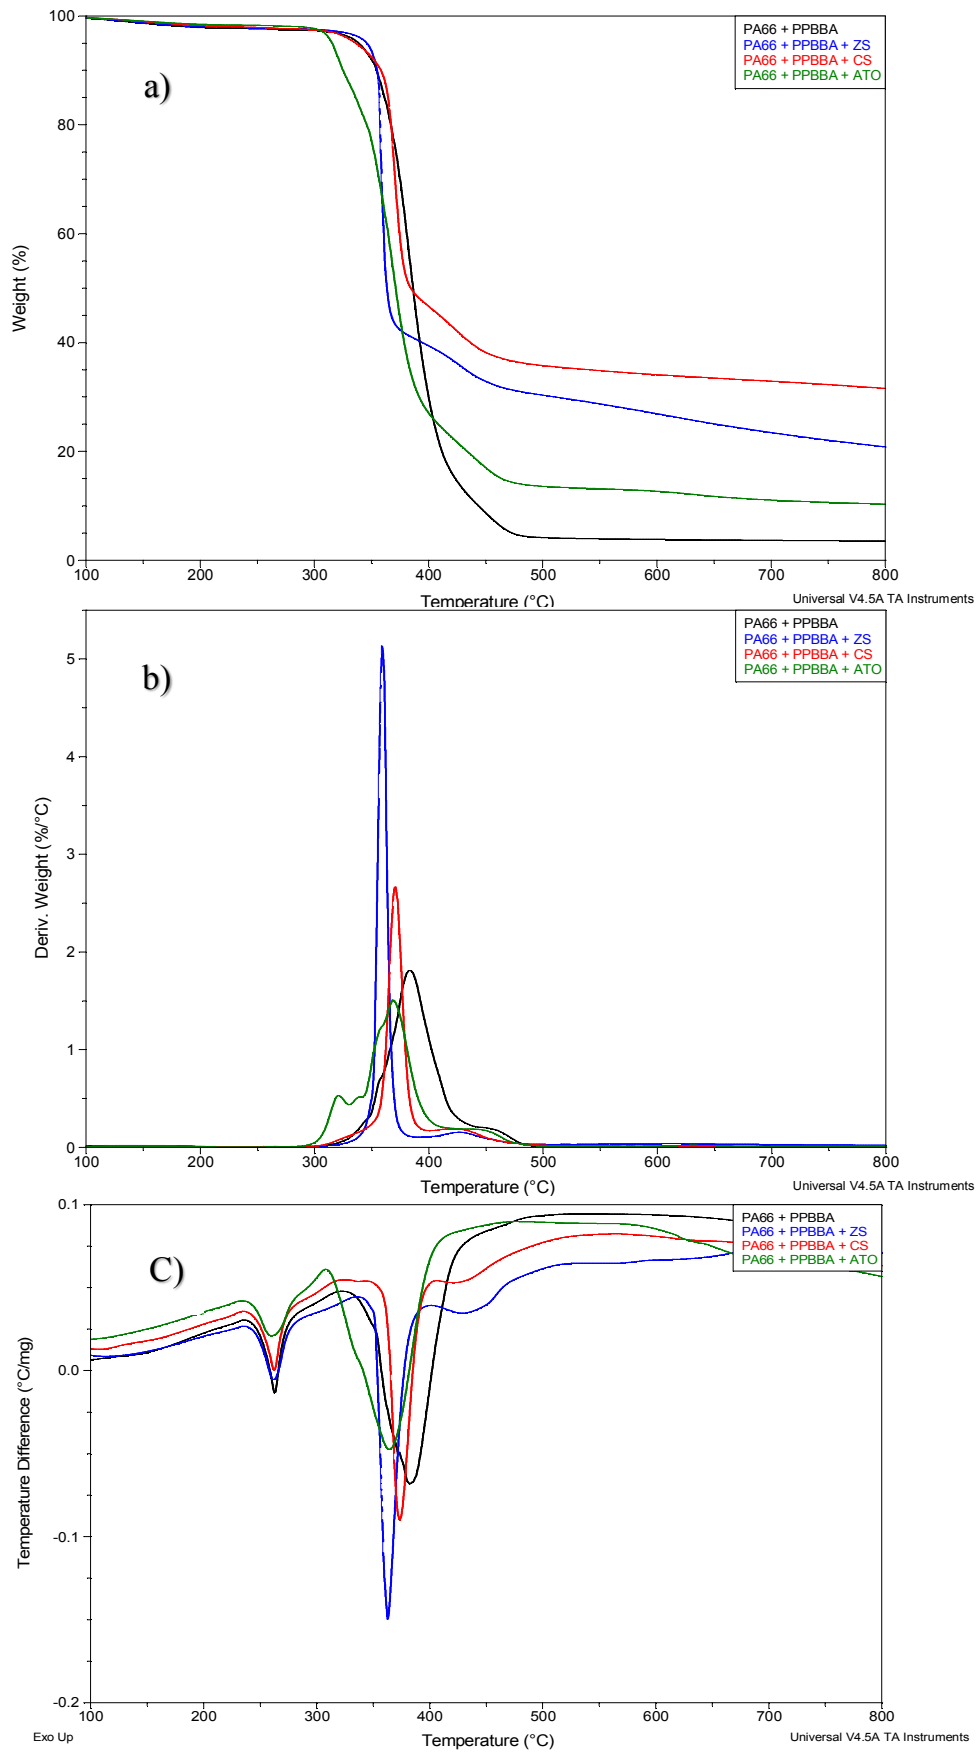 100
80
60
40
20
0
Weight (%)
a)
PA66 + PPBBA
PA66 + PPBBA + ZS
PA66 + PPBBA + CS
PA66 + PPBBA + ATO
100 200 300 400 500 600 700 800
Temperature (°C)
Universal V4.5A TA Instruments
5
4
3
2
1
0
Deriv. Weight (%/°C)
b)
PA66 + PPBBA
PA66 + PPBBA + ZS
PA66 + PPBBA + CS
PA66 + PPBBA + ATO
100 200 300 400 500 600 700 800
Temperature (°C)
Universal V4.5A TA Instruments
0.1
0.0
-0.1
-0.2
Temperature Difference (°C/mg)
C)
PA66 + PPBBA
PA66 + PPBBA + ZS
PA66 + PPBBA + CS
PA66 + PPBBA + ATO
100 200 300 400 500 600 700 800
Exo Up
Temperature (°C)
Universal V4.5A TA Instruments